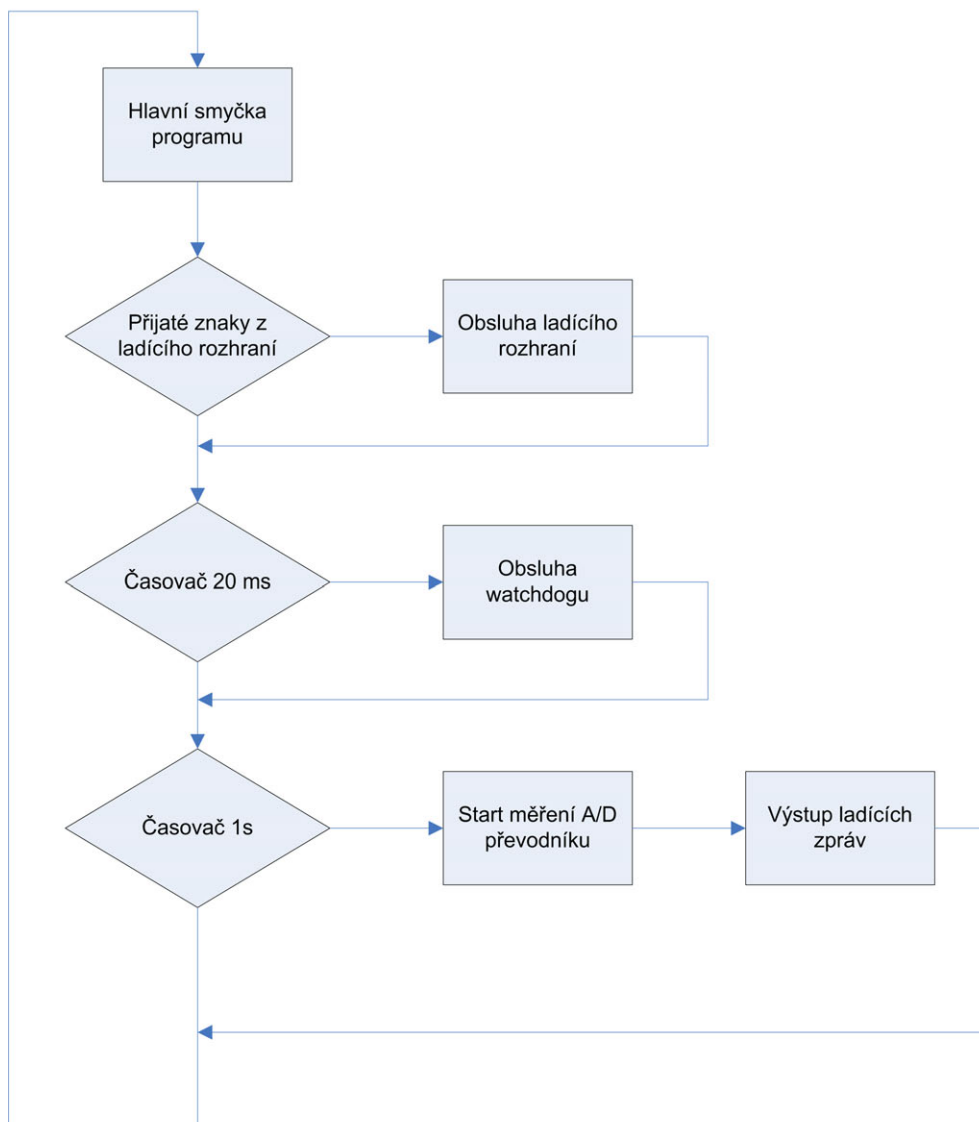 Hlavní smyčka
programu
Přijaté znaky z
ladícího rozhraní
Obsluha ladícího
rozhraní
Časovač 20 ms
Obsluha
watchdogu
Časovač 1s
Start měření A/D
převodníku
Výstup ladících
zpráv